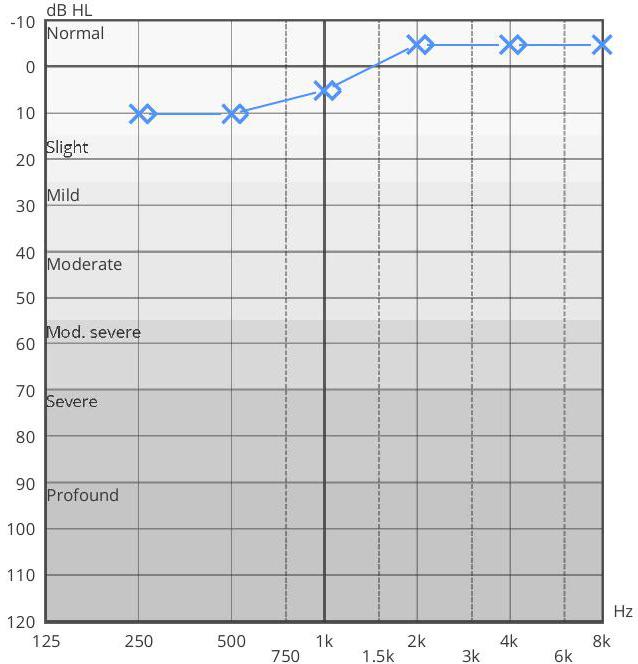 dB HL
-10
Normal
0
10
Slight
20
Mild
30
40
Moderate
50
Mod. severe
60
70
Severe
80
90
Profound
100
110
120
Hz
125 250 500 1k 2k 4k 8k
750 1.5k 3k 6k